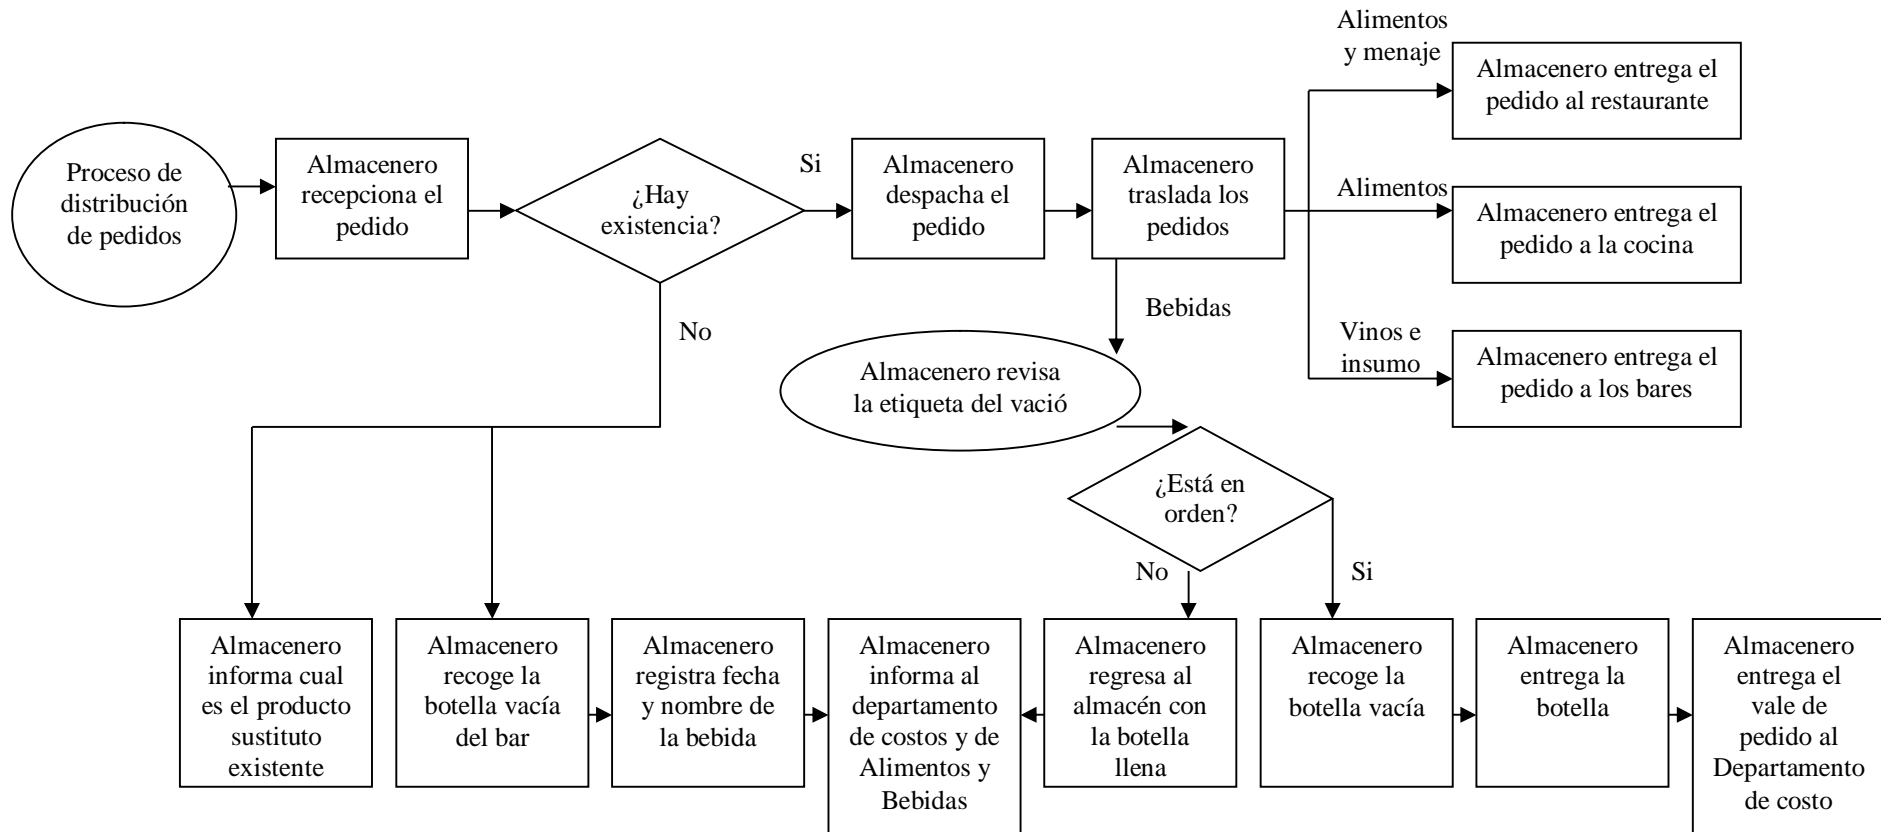 Proceso de
distribución
de pedidos
Almacenero
recepciona el
pedido
¿Hay
existencia?
Si
No
Almacenero
despacha el
pedido
Almacenero
traslada los
pedidos
Alimentos
y menaje
Almacenero entrega el
pedido al restaurante
Alimentos
Almacenero entrega el
pedido a la cocina
Vinos e
insumo
Almacenero entrega el
pedido a los bares
Bebidas
Almacenero revisa
la etiqueta del vació
¿Está en
orden?
No
Si
Almacenero
informa cual
es el producto
sustituto
existente
Almacenero
recoge la
botella vacía
del bar
Almacenero
registra fecha
y nombre de
la bebida
Almacenero
informa al
departamento
de costos y de
Alimentos y
Bebidas
Almacenero
regresa al
almacén con
la botella
llena
Almacenero
recoge la
botella vacía
Almacenero
entrega la
botella
Almacenero
entrega el
vale de
pedido al
Departamento
de costo